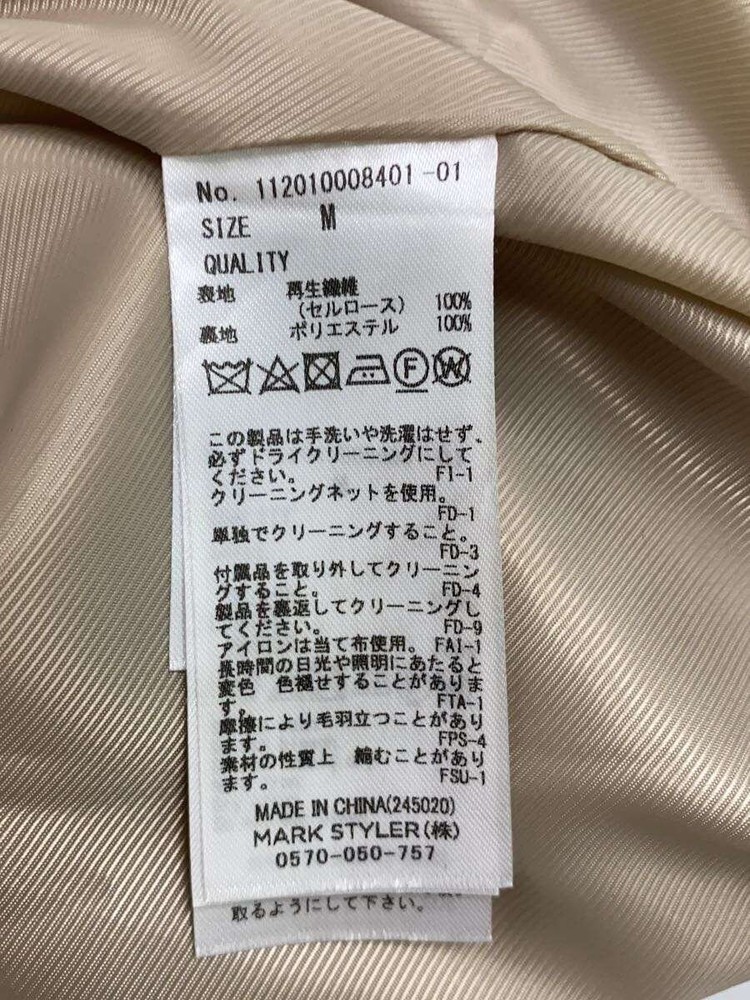 No. 112010008401-01
SIZE M
QUALITY
表地 再生繊維
(セルロース) 100%
裏地 ポリエステル 100%
F W
この製品は手洗いや洗濯はせず、
必ずドライクリーニングにして
ください。 FI-1
クリーニングネットを使用。
FD-1
単独でクリーニングすること。
FD-3
付属品を取り外してクリーニン
グすること。 FD-4
製品を裏返してクリーニングし
てください。 FD-9
アイロンは当て布使用。 FAI-1
長時間の日光や照明にあたると
変色 色褪せすることがありま
す。 FTA-1
摩擦により毛羽立つことがあり
ます。 FPS-4
素材の性質上 縮むことがあり
ます。 FSU-1
MADE IN CHINA(245020)
MARK STYLER(株)
0570-050-757
取るようにして下さい。